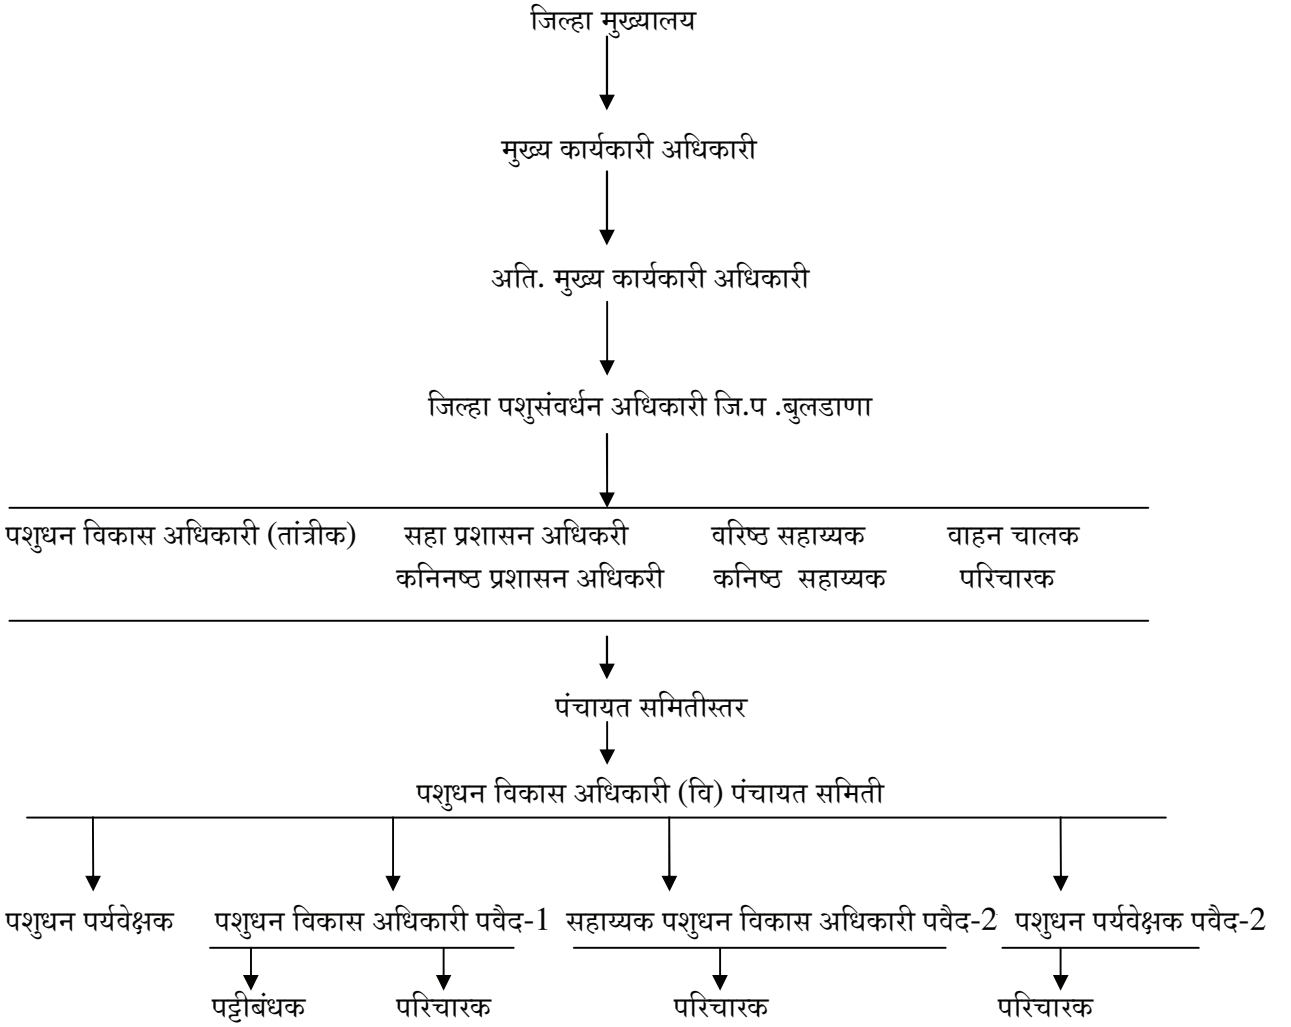 जिल्हा मुख्यालय
मुख्य कार्यकारी अधिकारी
अति. मुख्य कार्यकारी अधिकारी
जिल्हा पशुसंवर्धन अधिकारी जि.प .बुलडाणा
पशुधन विकास अधिकारी (तांत्रीक) सहा प्रशासन अधिकरी वरिष्ठ सहाय्यक वाहन चालक
कनिनष्ठ प्रशासन अधिकरी कनिष्ठ सहाय्यक परिचारक
पंचायत समितीस्तर
पशुधन विकास अधिकारी (वि) पंचायत समिती
पशुधन पर्यवेक्षक पशुधन विकास अधिकारी पवैद-1 सहाय्यक पशुधन विकास अधिकारी पवैद-2 पशुधन पर्यवेक्षक पवैद-2
पट्टीबंधक परिचारक परिचारक परिचारक